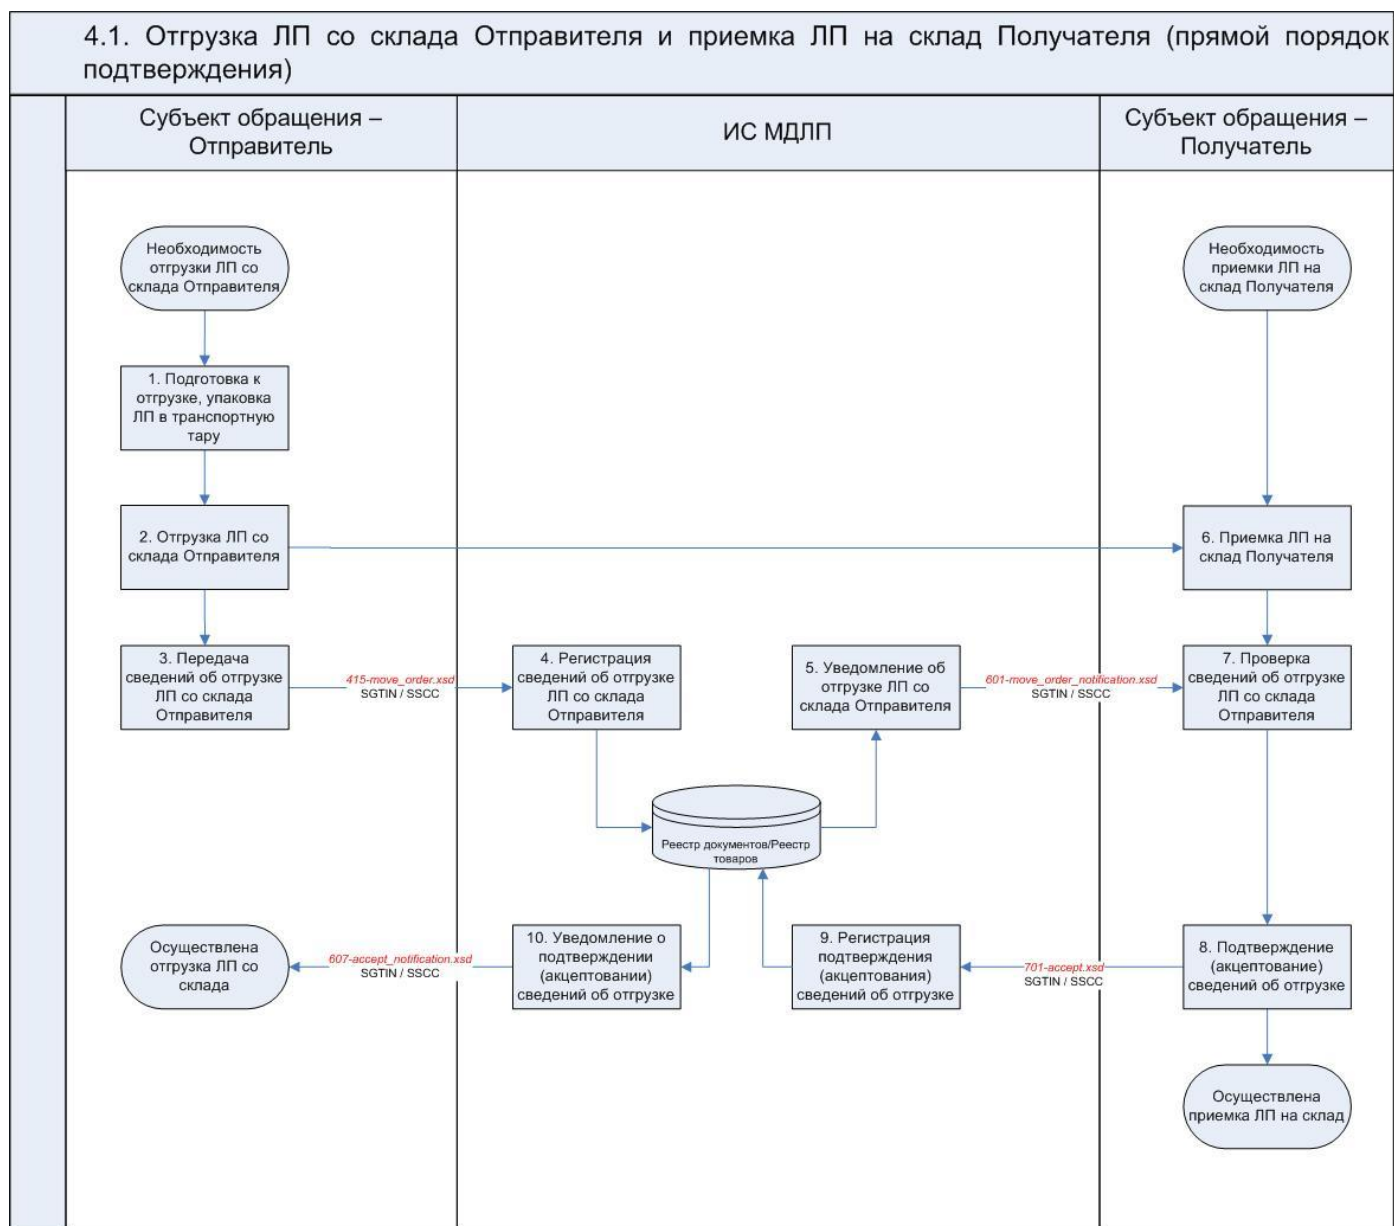 4.1. Отгрузка ЛП со склада Отправителя и приемка ЛП на склад Получателя (прямой порядок
подтверждения)
Субъект обращения –
Отправитель
ИС МДЛП
Субъект обращения –
Получатель
Необходимость
отгрузки ЛП со
склада Отправителя
Необходимость
приемки ЛП на
склад Получателя
1. Подготовка к
отгрузке, упаковка
ЛП в транспортную
тару
2. Отгрузка ЛП со
склада Отправителя
6. Приемка ЛП на
склад Получателя
3. Передача
сведений об отгрузке
ЛП со склада
Отправителя
415-move_order.xsd
SGTIN / SSCC
4. Регистрация
сведений об отгрузке
ЛП со склада
Отправителя
5. Уведомление об
отгрузке ЛП со
склада Отправителя
601-move_order_notification.xsd
SGTIN / SSCC
7. Проверка
сведений об отгрузке
ЛП со склада
Отправителя
Реестр документов/Реестр
товаров
Осуществлена
отгрузка ЛП со
склада
607-accept_notification.xsd
SGTIN / SSCC
10. Уведомление о
подтверждении
(акцептовании)
сведений об отгрузке
9. Регистрация
подтверждения
(акцептования)
сведений об отгрузке
701-accept.xsd
SGTIN / SSCC
8. Подтверждение
(акцептование)
сведений об отгрузке
Осуществлена
приемка ЛП на склад